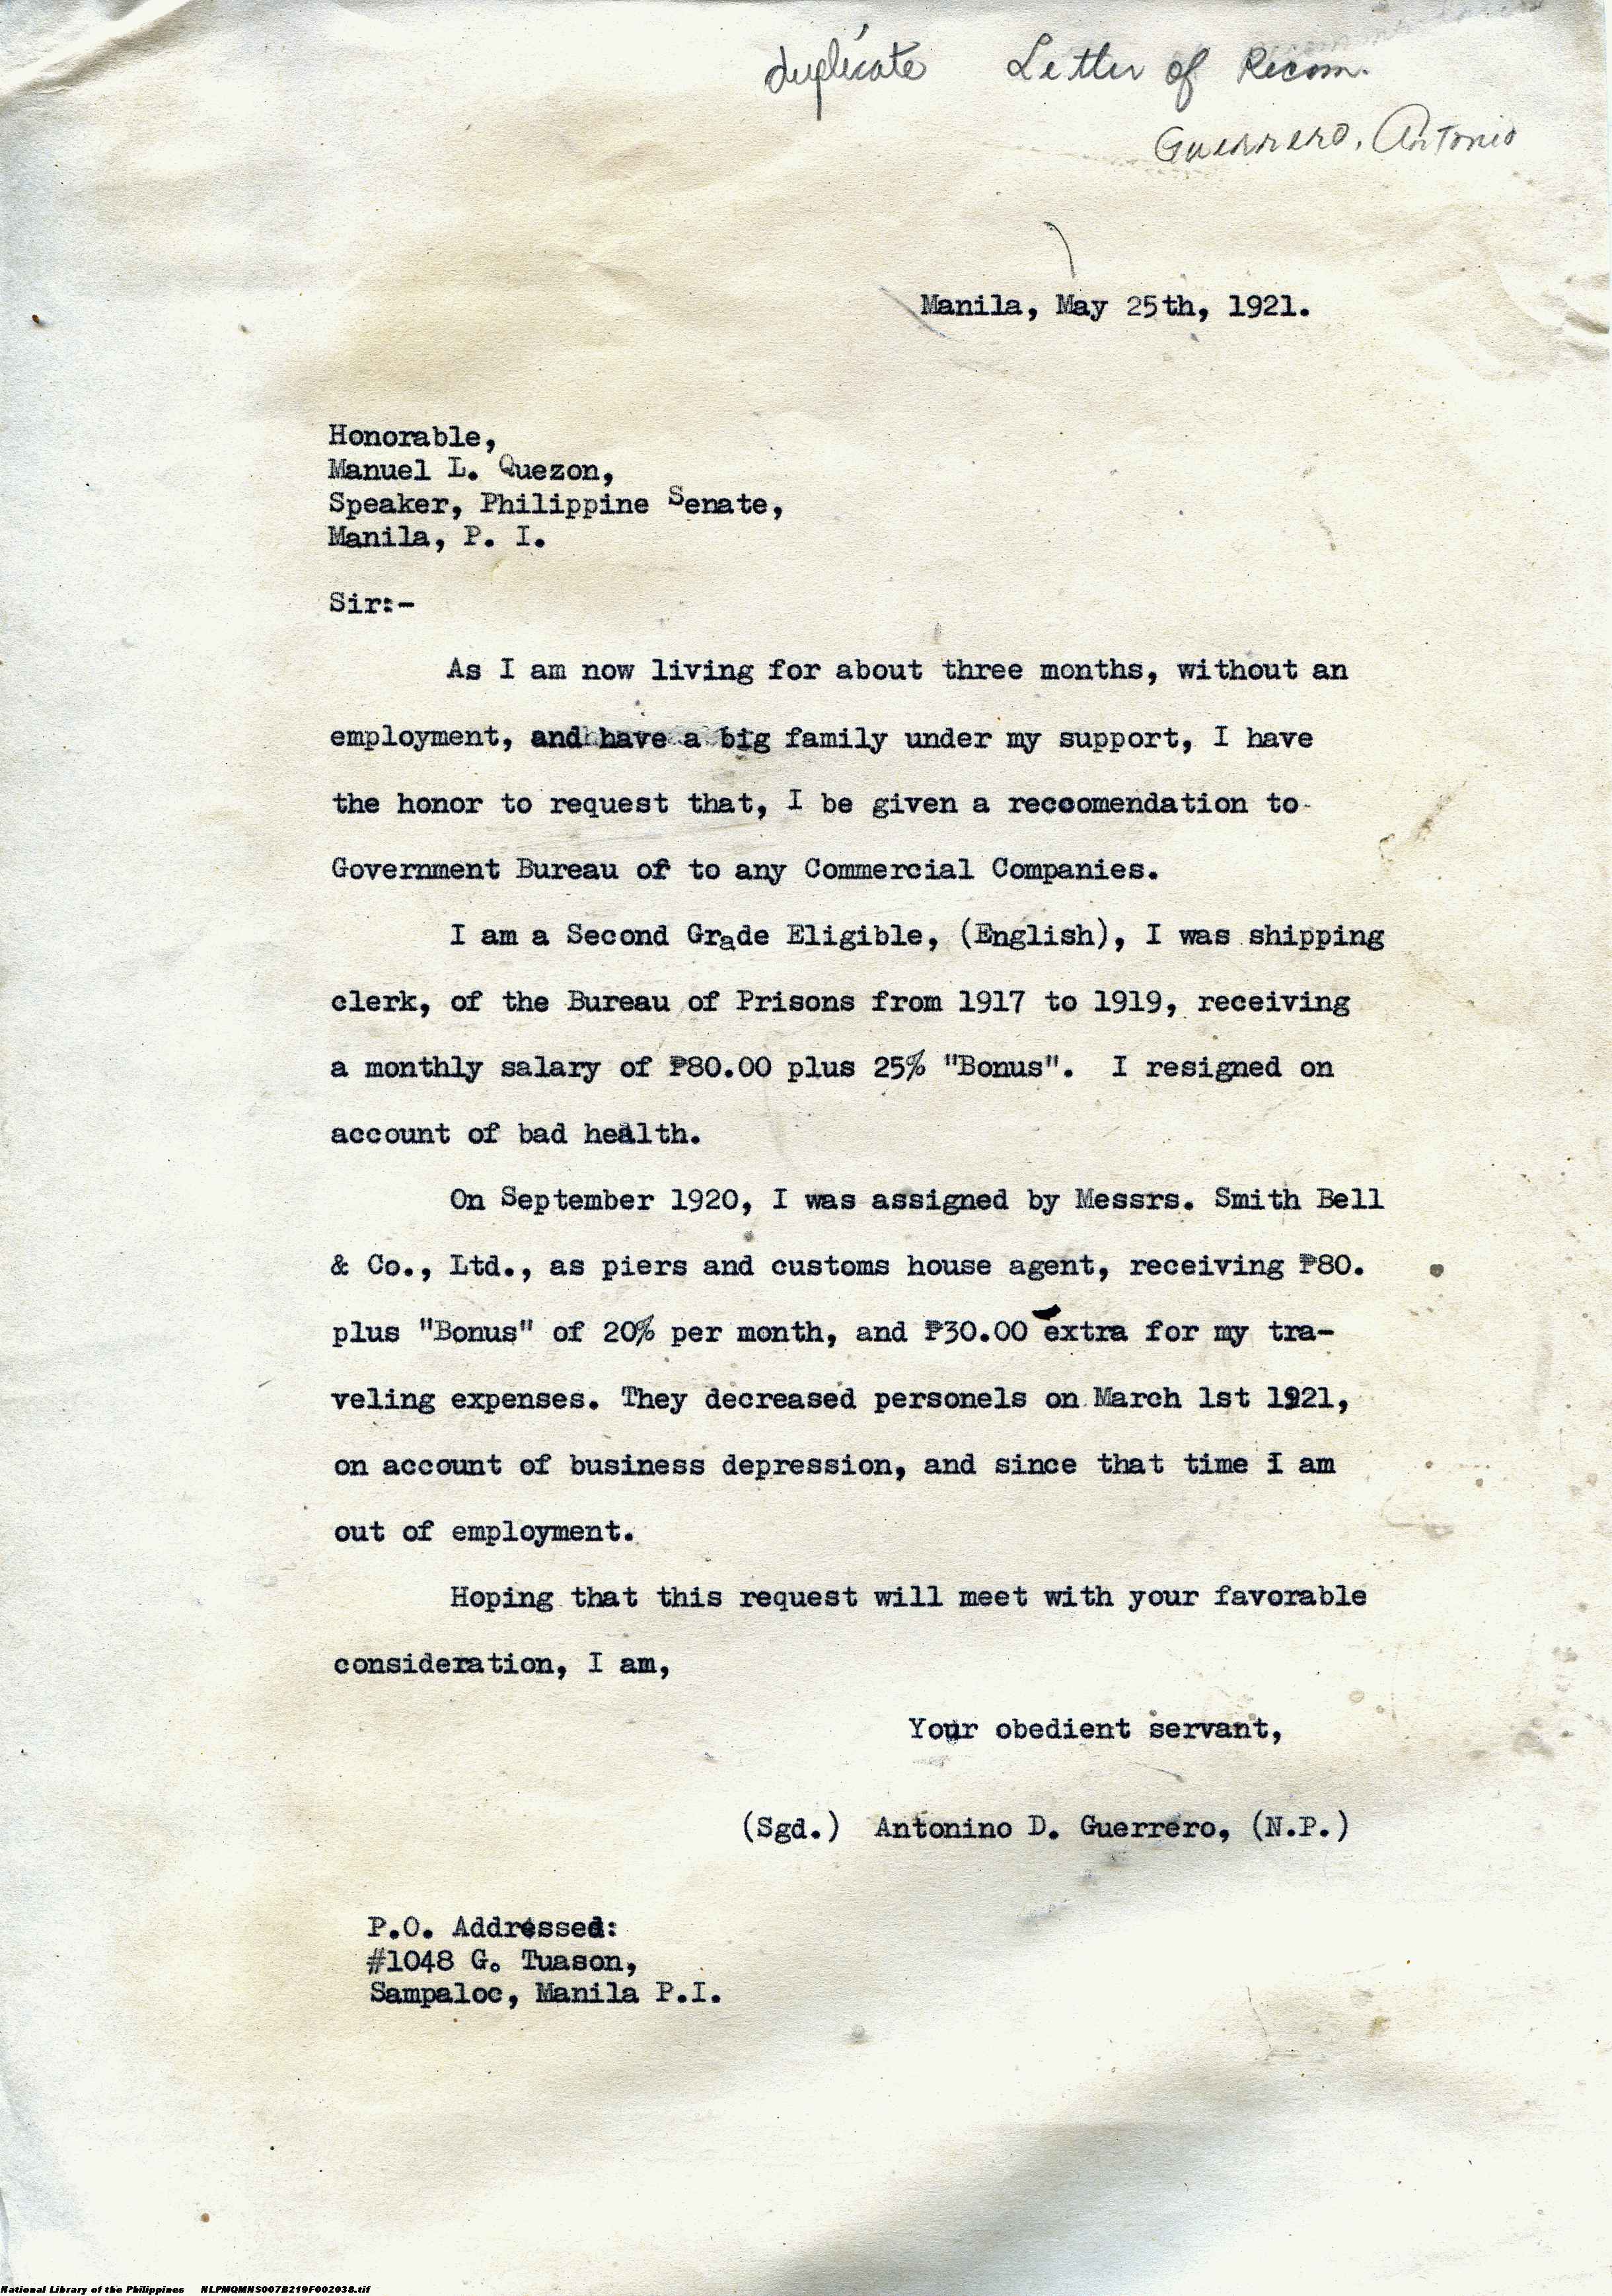 duplicate Letter of Recom.
Guerrero, Antonio
Manila, May 25th, 1921.
Honorable,
Manuel L. Quezon,
Speaker, Philippine Senate,
Manila, P. I.
Sir:-
As I am now living for about three months, without an
employment, and have a big family under my support, I have
the honor to request that, I be given a reccomendation to
Government Bureau of to any Commercial Companies.
I am a Second Grade Eligible, (English), I was shipping
clerk, of the Bureau of Prisons from 1917 to 1919, receiving
a monthly salary of ₱80.00 plus 25% "Bonus". I resigned on
account of bad health.
On September 1920, I was assigned by Messrs. Smith Bell
& Co., Ltd., as piers and customs house agent, receiving ₱80.
plus "Bonus" of 20% per month, and ₱30.00 extra for my tra-
veling expenses. They decreased personels on March 1st 1921,
on account of business depression, and since that time I am
out of employment.
Hoping that this request will meet with your favorable
consideration, I am,
Your obedient servant,
(Sgd.) Antonino D. Guerrero, (N.P.)
P.O. Addressed:
#1048 G. Tuason,
Sampaloc, Manila P.I.
National Library of the Philippines NLPMQMNS007B219F002038.tif